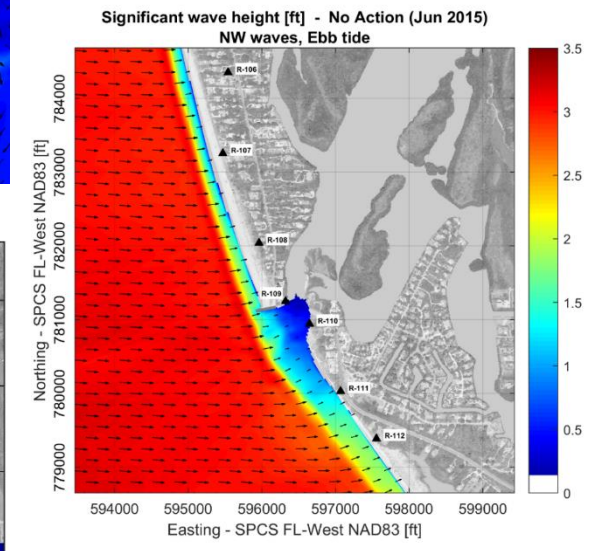 Significant wave height [ft] - No Action (Jun 2015)
NW waves, Ebb tide
3.5
3
2.5
2
1.5
1
0.5
0
Northing - SPCS FL-West NAD83 [ft]
784000
783000
782000
781000
780000
779000
R-106
R-107
R-108
R-109
R-110
R-111
R-112
594000 595000 596000 597000 598000 599000
Easting - SPCS FL-West NAD83 [ft]